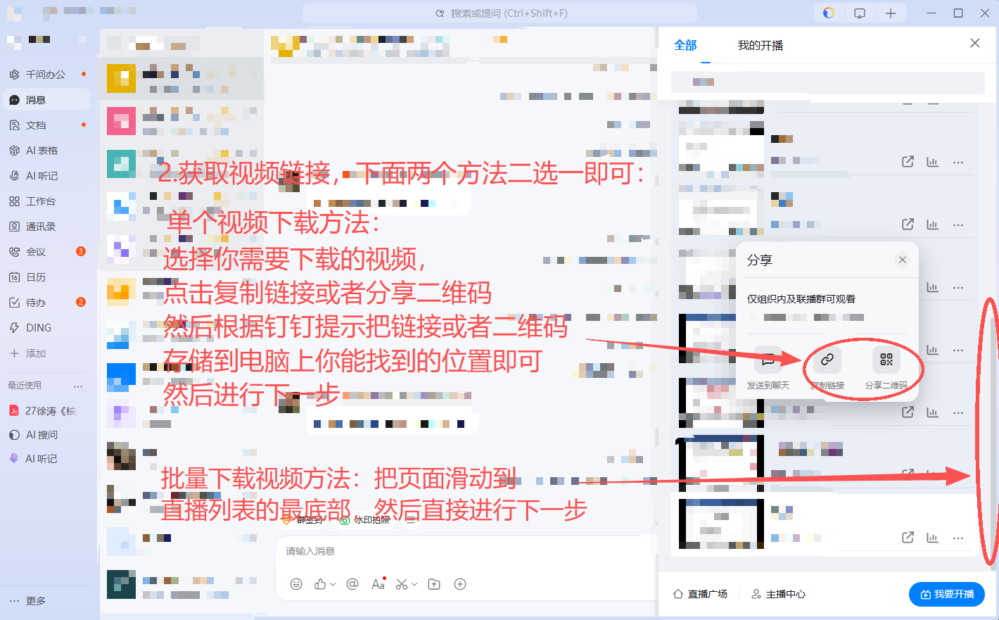 搜索或提问 (Ctrl+Shift+F)
千问办公
消息
文档
AI 表格
AI 听记
工作台
通讯录
会议
3
日历
16
待办
2
DING
添加
最近使用
27徐涛《核
AI 搜问
AI 听记
更多
2.获取视频链接，下面两个方法二选一即可：
单个视频下载方法：
选择你需要下载的视频，
点击复制链接或者分享二维码
然后根据钉钉提示把链接或者二维码
存储到电脑上你能找到的位置即可
然后进行下一步
批量下载视频方法：把页面滑动到
直播列表的最底部，然后直接进行下一步
群签到
水印拍照
请输入消息
全部
我的开播
分享
仅组织内及联播群可观看
发送到聊天
复制链接
分享二维码
直播广场
主播中心
我要开播